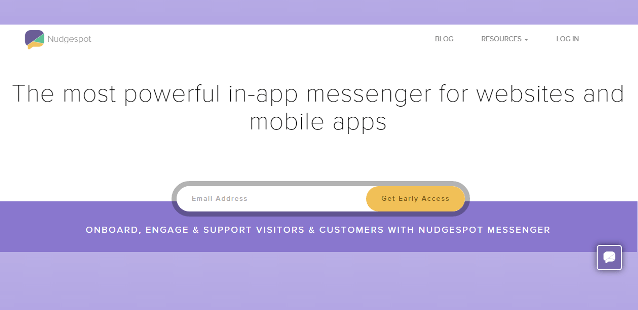 Nudgespot
BLOG
RESOURCES
LOG IN
The most powerful in-app messenger for websites and
mobile apps
Email Address
Get Early Access
ONBOARD, ENGAGE & SUPPORT VISITORS & CUSTOMERS WITH NUDGESPOT MESSENGER